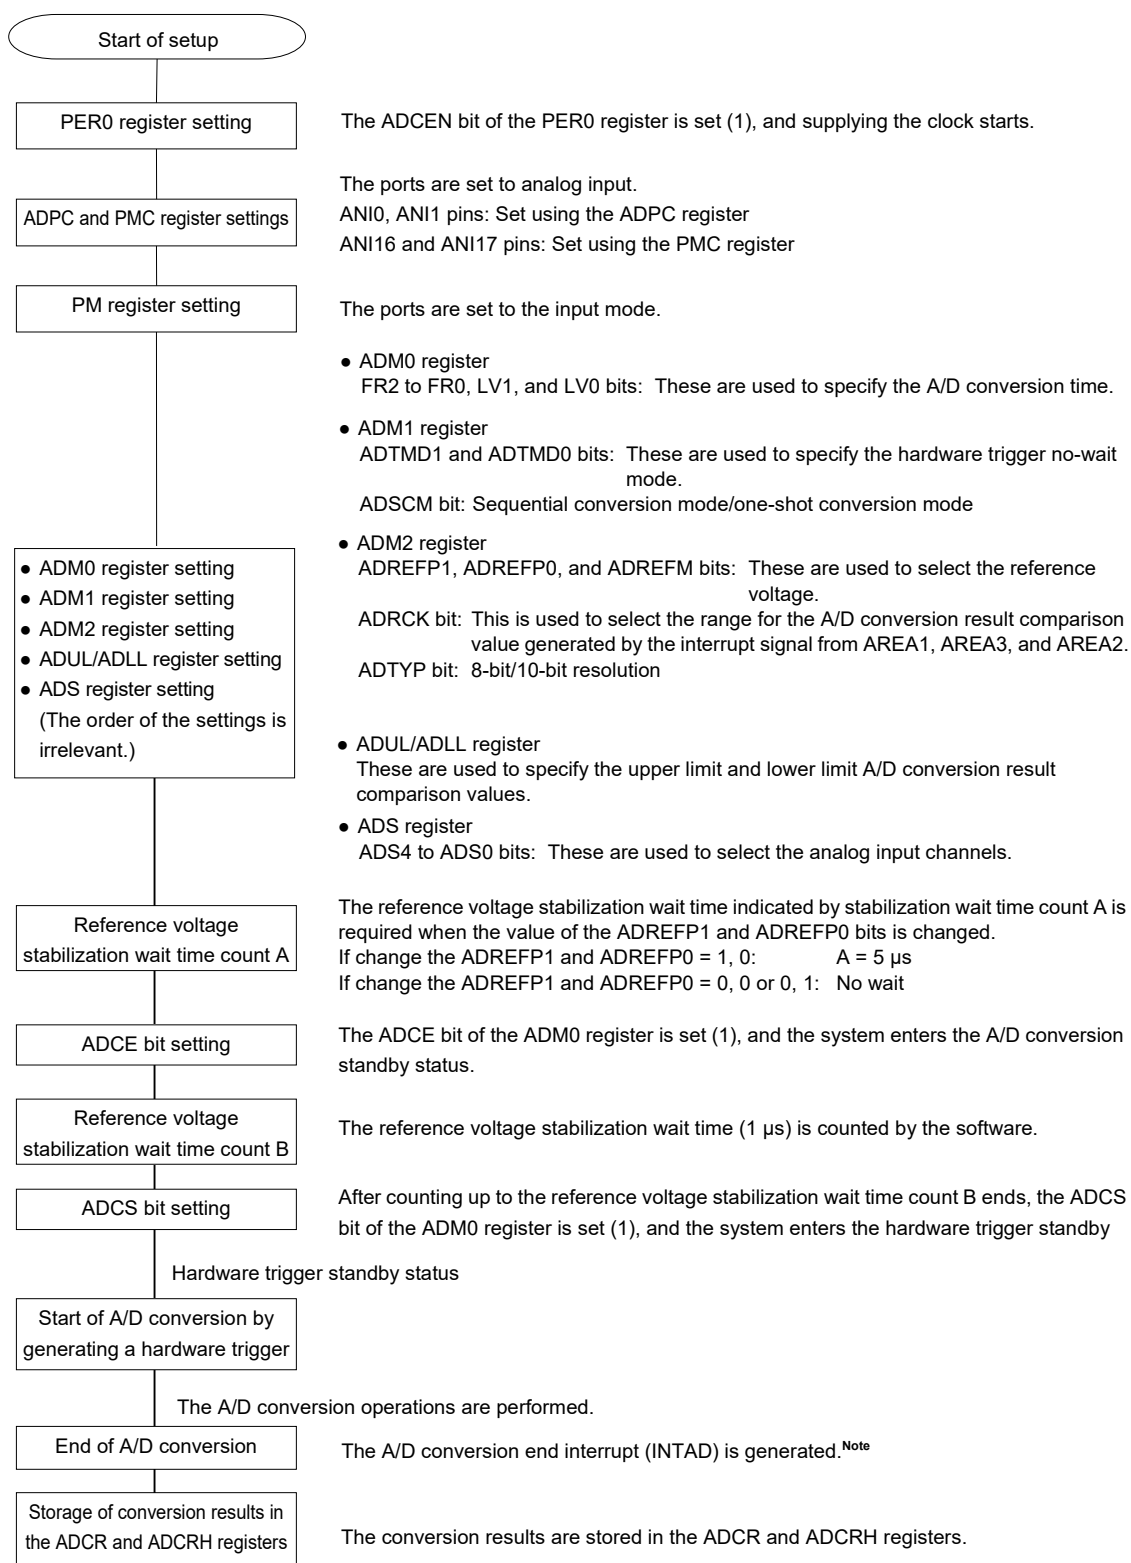 Start of setup
PER0 register setting
The ADCEN bit of the PER0 register is set (1), and supplying the clock starts.
ADPC and PMC register settings
The ports are set to analog input.
ANI0, ANI1 pins: Set using the ADPC register
ANI16 and ANI17 pins: Set using the PMC register
PM register setting
The ports are set to the input mode.
● ADM0 register setting
● ADM1 register setting
● ADM2 register setting
● ADUL/ADLL register setting
● ADS register setting
(The order of the settings is
irrelevant.)
● ADM0 register
FR2 to FR0, LV1, and LV0 bits: These are used to specify the A/D conversion time.
● ADM1 register
ADTMD1 and ADTMD0 bits: These are used to specify the hardware trigger no-wait
mode.
ADSCM bit: Sequential conversion mode/one-shot conversion mode
● ADM2 register
ADREFP1, ADREFP0, and ADREFM bits: These are used to select the reference
voltage.
ADRCK bit: This is used to select the range for the A/D conversion result comparison
value generated by the interrupt signal from AREA1, AREA3, and AREA2.
ADTYP bit: 8-bit/10-bit resolution
● ADUL/ADLL register
These are used to specify the upper limit and lower limit A/D conversion result
comparison values.
● ADS register
ADS4 to ADS0 bits: These are used to select the analog input channels.
Reference voltage
stabilization wait time count A
The reference voltage stabilization wait time indicated by stabilization wait time count A is
required when the value of the ADREFP1 and ADREFP0 bits is changed.
If change the ADREFP1 and ADREFP0 = 1, 0: A = 5 µs
If change the ADREFP1 and ADREFP0 = 0, 0 or 0, 1: No wait
ADCE bit setting
The ADCE bit of the ADM0 register is set (1), and the system enters the A/D conversion
standby status.
Reference voltage
stabilization wait time count B
The reference voltage stabilization wait time (1 µs) is counted by the software.
ADCS bit setting
After counting up to the reference voltage stabilization wait time count B ends, the ADCS
bit of the ADM0 register is set (1), and the system enters the hardware trigger standby
Hardware trigger standby status
Start of A/D conversion by
generating a hardware trigger
The A/D conversion operations are performed.
End of A/D conversion
The A/D conversion end interrupt (INTAD) is generated.Note
Storage of conversion results in
the ADCR and ADCRH registers
The conversion results are stored in the ADCR and ADCRH registers.